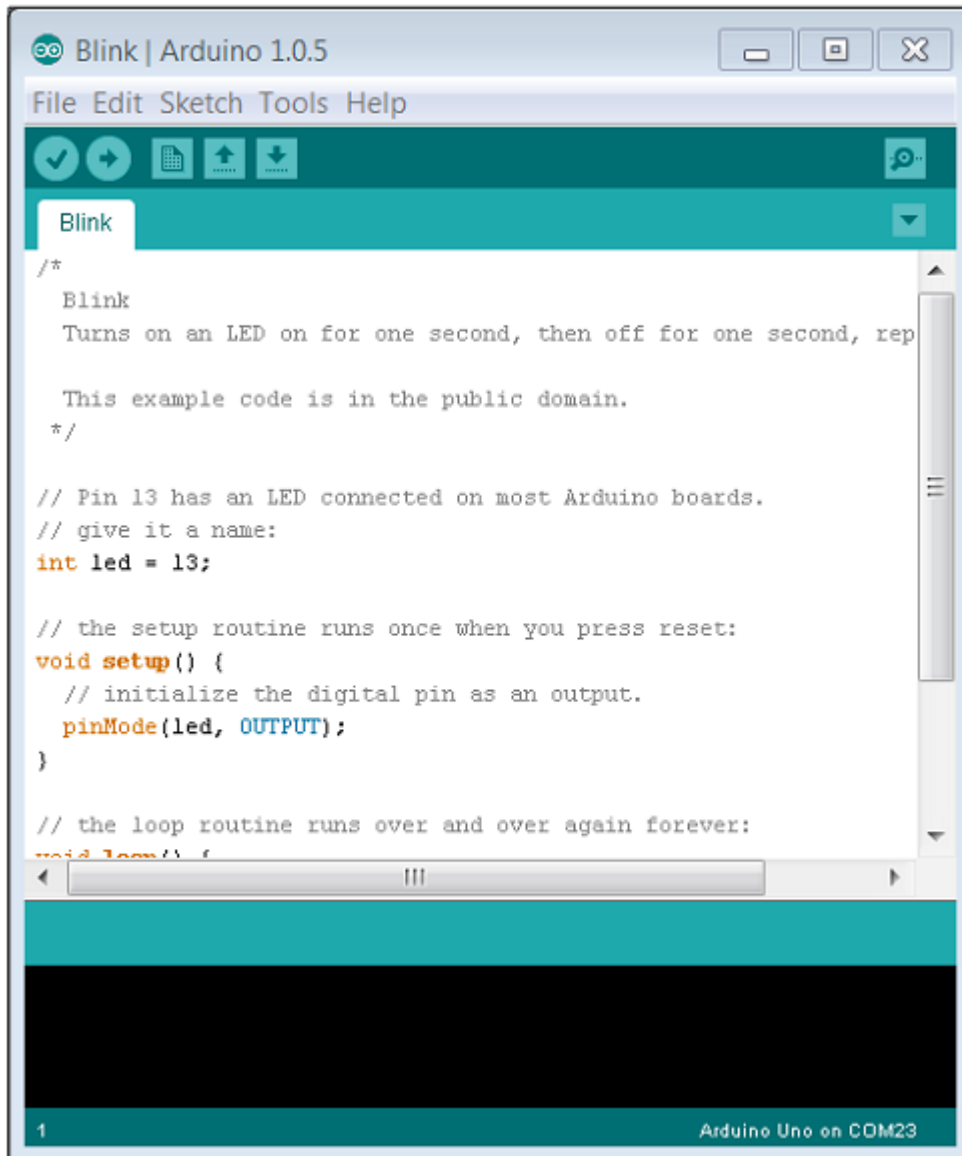 Blink | Arduino 1.0.5
File Edit Sketch Tools Help
Blink
/*
Blink
Turns on an LED on for one second, then off for one second, rep
This example code is in the public domain.
*/
// Pin 13 has an LED connected on most Arduino boards.
// give it a name:
int led = 13;
// the setup routine runs once when you press reset:
void setup() {
// initialize the digital pin as an output.
pinMode(led, OUTPUT);
}
// the loop routine runs over and over again forever:
void loop() {
1
Arduino Uno on COM23